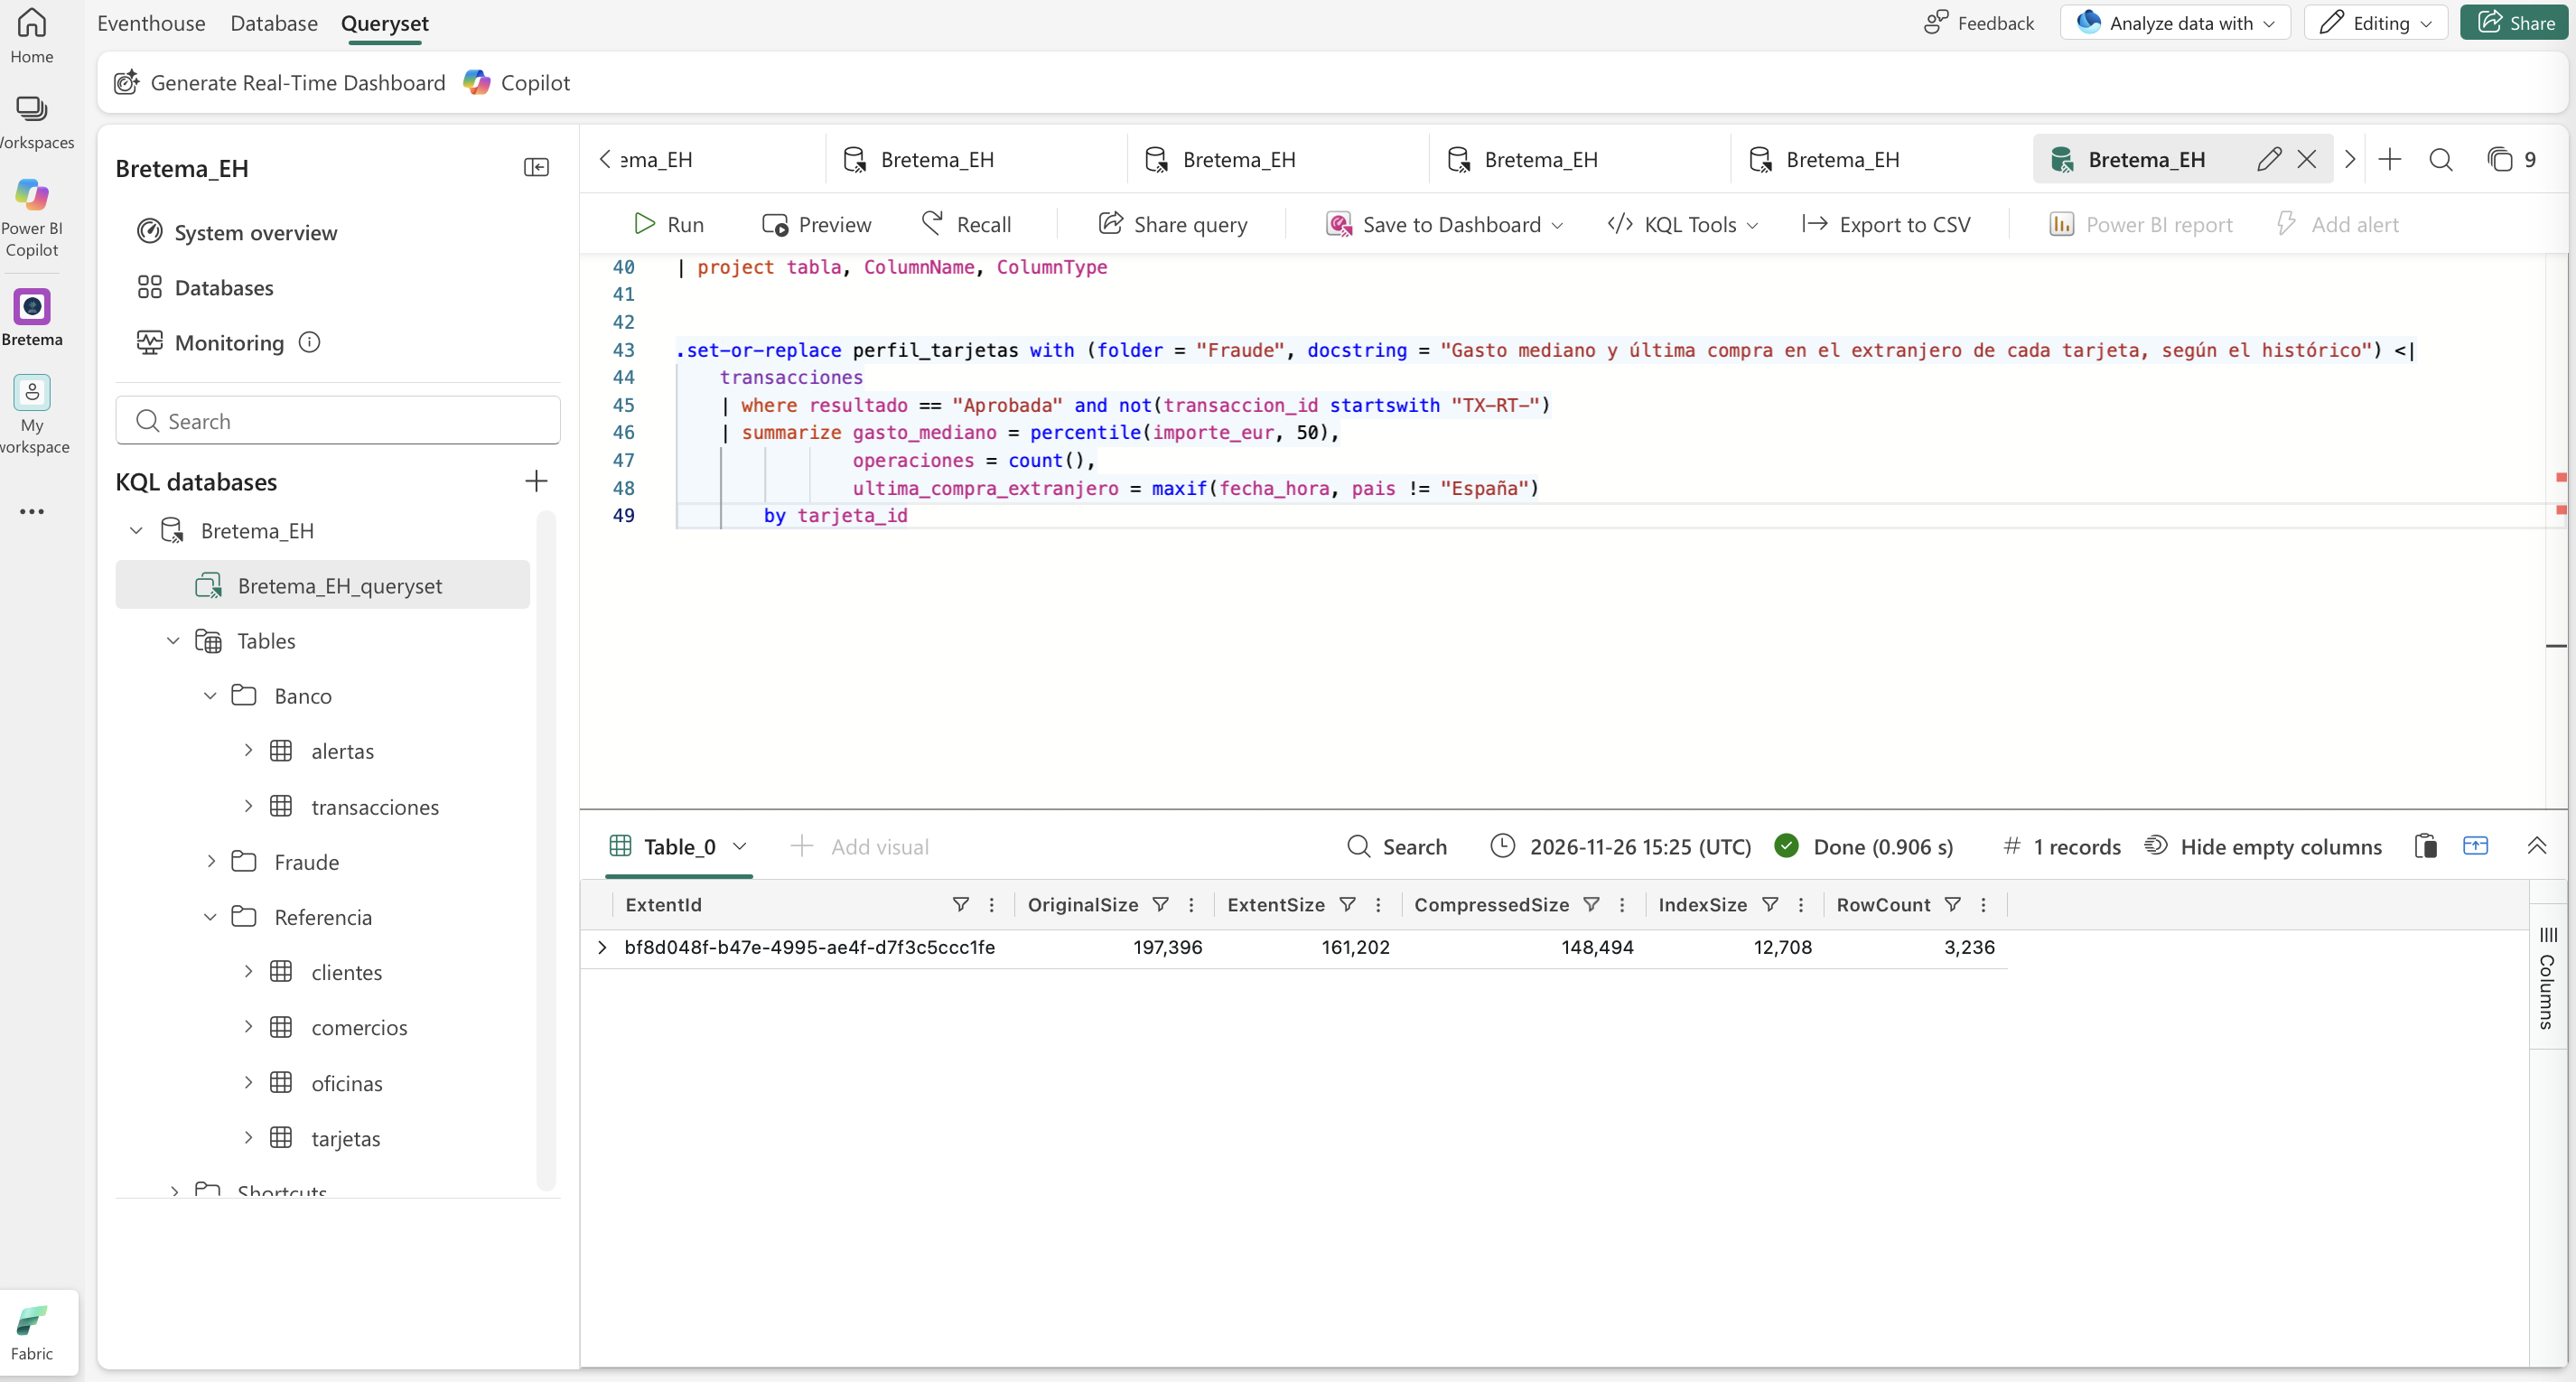 Home
Workspaces
Power BI
Copilot
Bretema
My
workspace
Fabric
Eventhouse Database Queryset
Feedback Analyze data with Editing Share
Generate Real-Time Dashboard Copilot
Bretema_EH
System overview
Databases
Monitoring
Search
KQL databases
Bretema_EH
Bretema_EH_queryset
Tables
Banco
alertas
transacciones
Fraude
Referencia
clientes
comercios
oficinas
tarjetas
Shortcuts
ema_EH Bretema_EH Bretema_EH Bretema_EH Bretema_EH Bretema_EH 9
Run Preview Recall Share query Save to Dashboard KQL Tools Export to CSV Power BI report Add alert
40 | project tabla, ColumnName, ColumnType
41
42
43 .set-or-replace perfil_tarjetas with (folder = "Fraude", docstring = "Gasto mediano y última compra en el extranjero de cada tarjeta, según el histórico") <|
44 transacciones
45 | where resultado == "Aprobada" and not(transaccion_id startswith "TX-RT-")
46 | summarize gasto_mediano = percentile(importe_eur, 50),
47 operaciones = count(),
48 ultima_compra_extranjero = maxif(fecha_hora, pais != "España")
49 by tarjeta_id
Table_0 Add visual Search 2026-11-26 15:25 (UTC) Done (0.906 s) # 1 records Hide empty columns
ExtentId OriginalSize ExtentSize CompressedSize IndexSize RowCount
bf8d048f-b47e-4995-ae4f-d7f3c5ccc1fe 197,396 161,202 148,494 12,708 3,236
Columns